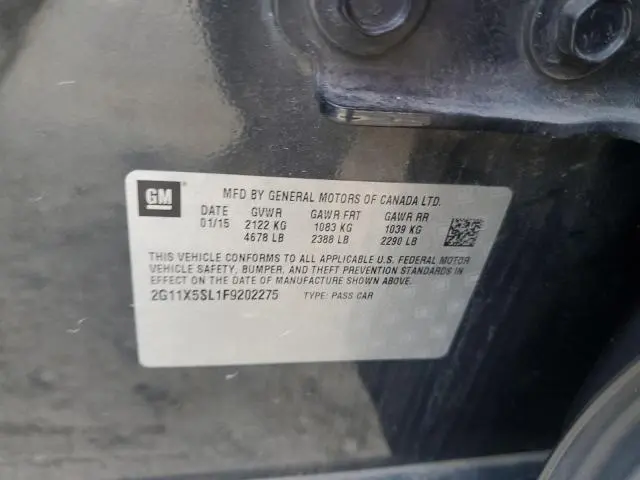 GM
MFD BY GENERAL MOTORS OF CANADA LTD.
DATE GVWR GAWR FRT GAWR RR
01/15 2122 KG 1083 KG 1039 KG
4678 LB 2388 LB 2290 LB
THIS VEHICLE CONFORMS TO ALL APPLICABLE U.S. FEDERAL MOTOR
VEHICLE SAFETY, BUMPER, AND THEFT PREVENTION STANDARDS IN
EFFECT ON THE DATE OF MANUFACTURE SHOWN ABOVE.
2G11X5SL1F9202275 TYPE: PASS CAR